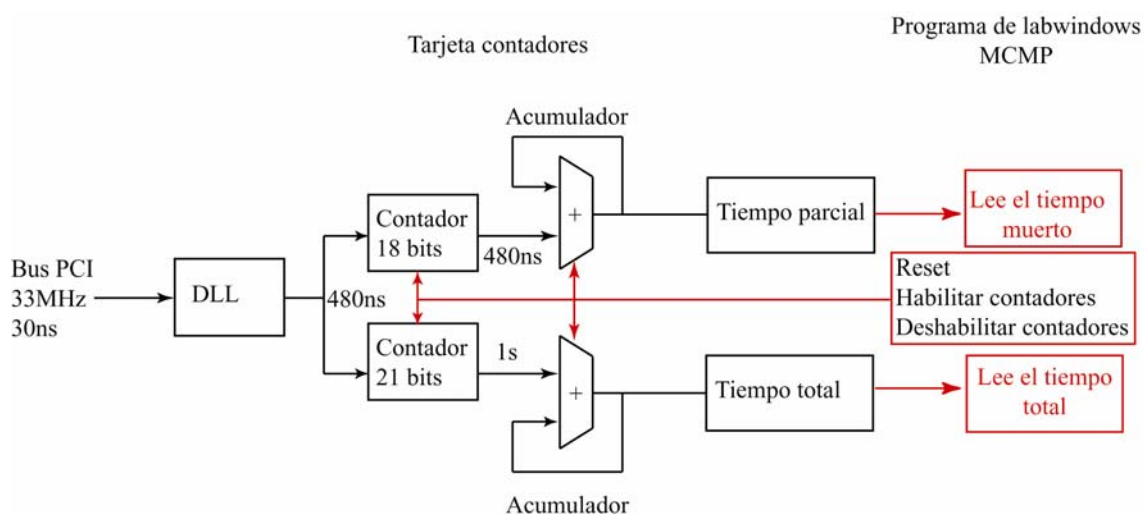 Programa de labwindows
MCMP
Tarjeta contadores
Acumulador
Contador
18 bits
+
480ns
Tiempo parcial
Lee el tiempo
muerto
Bus PCI
33MHz
30ns
DLL
480ns
Reset
Habilitar contadores
Deshabilitar contadores
Contador
21 bits
1s
+
Tiempo total
Lee el tiempo
total
Acumulador